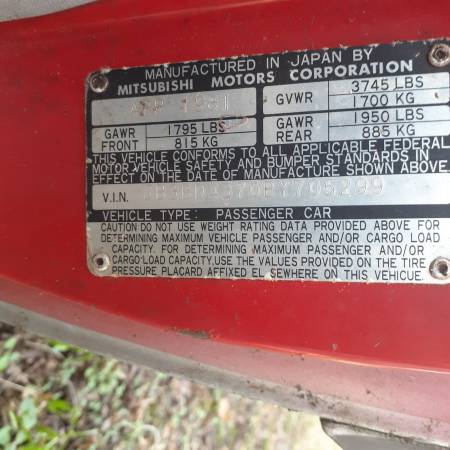 MANUFACTURED IN JAPAN BY
MITSUBISHI MOTORS CORPORATION
1981
GVWR 3745 LBS
1700 KG
GAWR FRONT 1795 LBS
815 KG
GAWR REAR 1950 LBS
885 KG
THIS VEHICLE CONFORMS TO ALL APPLICABLE FEDERAL
MOTOR VEHICLE SAFETY AND BUMPER STANDARDS IN
EFFECT ON THE DATE OF MANUFACTURE SHOWN ABOVE.
V.I.N.
VEHICLE TYPE: PASSENGER CAR
CAUTION:DO NOT USE WEIGHT RATING PROVIDED ABOVE FOR
DETERMINING MAXIMUM VEHICLE PASSENGER AND/OR CARGO LOAD
CAPACITY. FOR DETERMINING MAXIMUM PASSENGER AND/OR
CARGO LOAD CAPACITY,USE THE VALUES PROVIDED ON THE TIRE
PRESSURE PLACARD AFFIXED EL SEWHERE ON THIS VEHICUE.